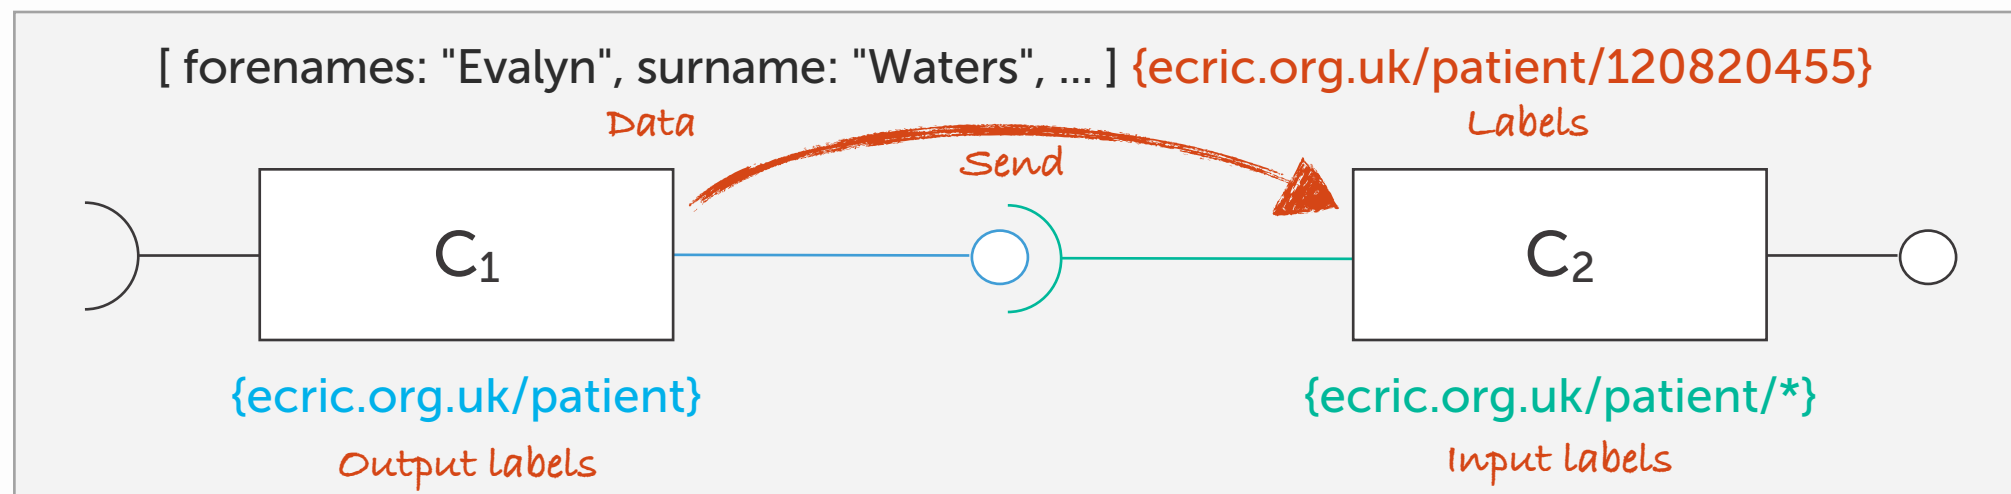 [ forenames: "Evalyn", surname: "Waters", ... ] {ecric.org.uk/patient/120820455}
Data
Labels
Send
C₁
C₂
{ecric.org.uk/patient}
{ecric.org.uk/patient/*}
Output labels
Input labels